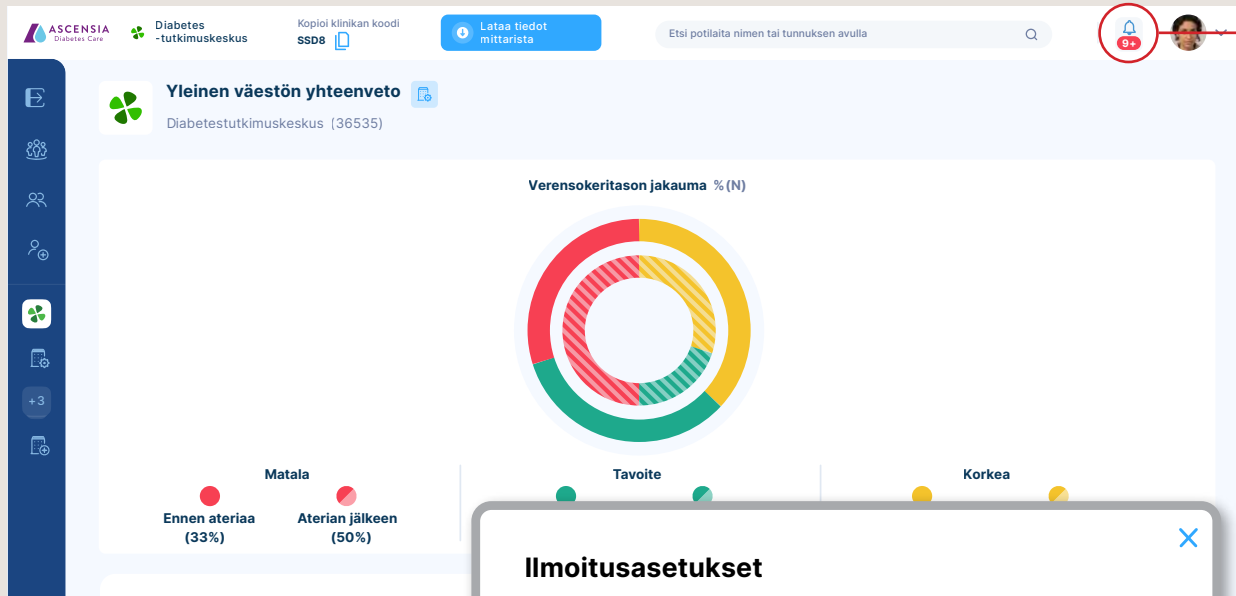 ASCENSIA
Diabetes Care
Diabetes
-tutkimuskeskus
Kopioi klinikan koodi
SSD8
Lataa tiedot
mittarista
Etsi potilaita nimen tai tunnuksen avulla
9+
Yleinen väestön yhteenveto
Diabetestutkimuskeskus (36535)
+3
Verensokeritason jakauma %(N)
Matala
Tavoite
Korkea
Ennen ateriaa
(33%)
Aterian jälkeen
(50%)
Ilmoitusasetukset